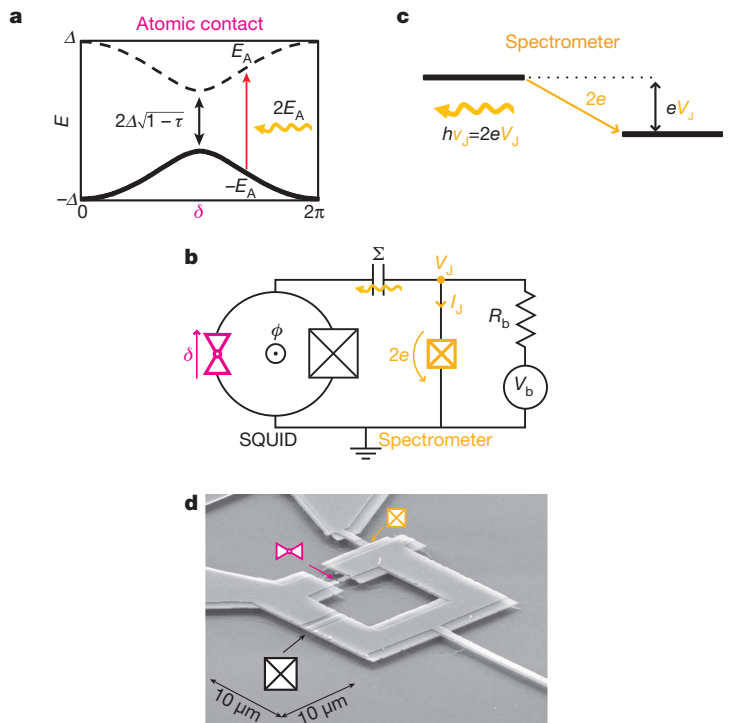 a
Atomic contact
Δ
E
−Δ
E_A
2Δ√1 − τ
2E_A
−E_A
0
δ
2π
c
Spectrometer
2e
eV_J
hν_J=2eV_J
b
Σ
V_J
I_J
R_b
δ
ϕ
2e
V_b
SQUID
Spectrometer
d
10 μm
10 μm